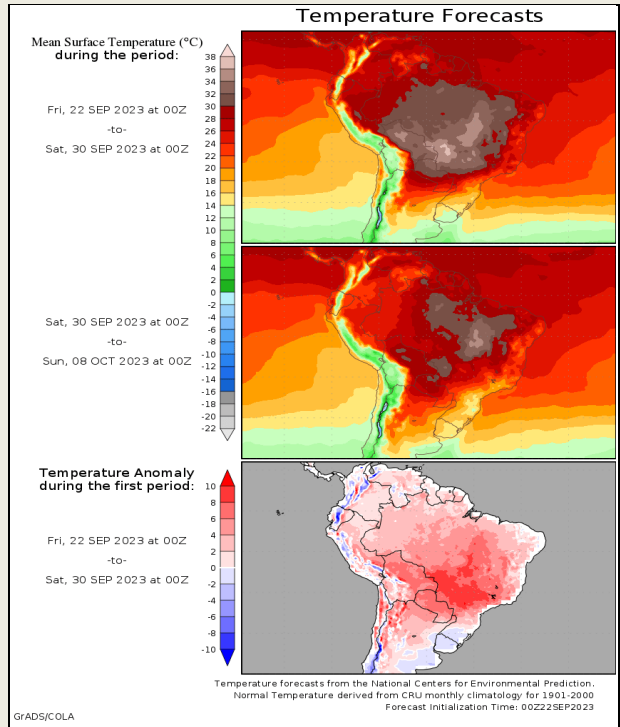 Temperature Forecasts
Mean Surface Temperature (°C)
during the period:
Fri, 22 SEP 2023 at 00Z
-to-
Sat, 30 SEP 2023 at 00Z
38
36
34
32
30
28
26
24
22
20
18
16
14
12
10
8
6
4
2
0
-2
-4
-6
-8
-10
-12
-14
-16
-18
-20
-22
Sat, 30 SEP 2023 at 00Z
-to-
Sun, 08 OCT 2023 at 00Z
Temperature Anomaly
during the first period:
Fri, 22 SEP 2023 at 00Z
-to-
Sat, 30 SEP 2023 at 00Z
10
8
6
4
2
0
-2
-4
-6
-8
-10
Temperature forecasts from the National Centers for Environmental Prediction.
Normal Temperature derived from CRU monthly climatology for 1901-2000
Forecast Initialization Time: 00Z22SEP2023
GrADS/COLA